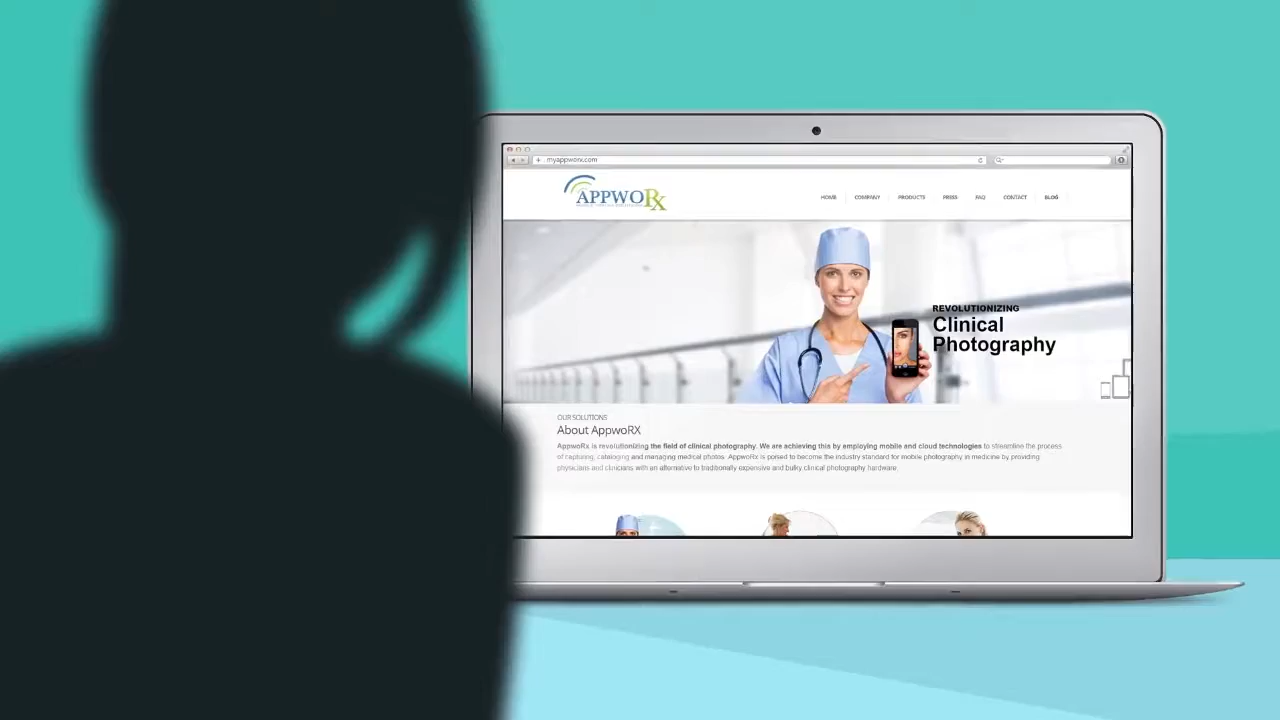 myappworx.com
APPWORx
HOME
COMPANY
PRODUCTS
PRESS
FAQ
CONTACT
BLOG
REVOLUTIONIZING
Clinical
Photography
OUR SOLUTIONS
About AppwoRX
AppwoRx is revolutionizing the field of clinical photography. We are achieving this by employing mobile and cloud technologies to streamline the process
of capturing, cataloging and managing medical photos. AppwoRx is poised to become the industry standard for mobile photography in medicine by providing
physicians and clinicians with an alternative to traditionally expensive and bulky clinical photography hardware.